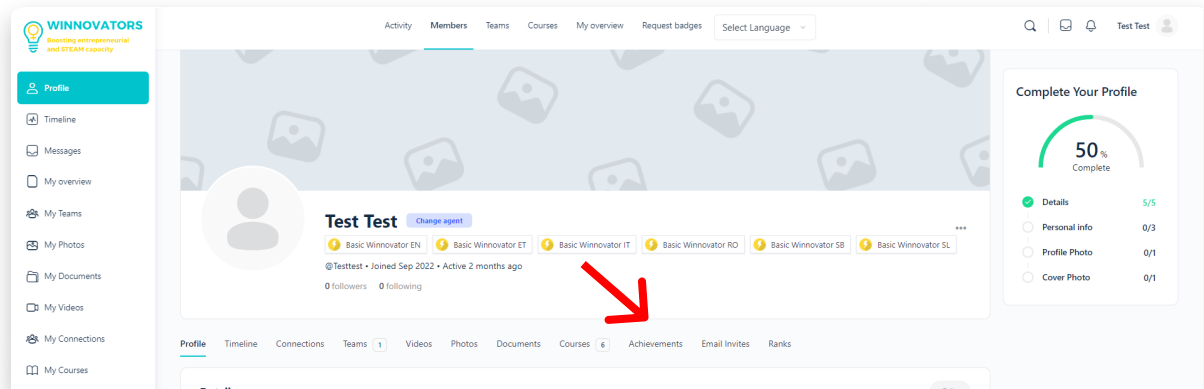 WINNOVATORS
Boosting entrepreneurial
and STEAM capacity
Activity Members Teams Courses My overview Request badges Select Language
Test Test
Profile
Timeline
Messages
My overview
My Teams
My Photos
My Documents
My Videos
My Connections
My Courses
Test Test Change agent
Basic Winnovator EN Basic Winnovator ET Basic Winnovator IT Basic Winnovator RO Basic Winnovator SB Basic Winnovator SL
@Testtest • Joined Sep 2022 • Active 2 months ago
0 followers 0 following
Profile Timeline Connections Teams 1 Videos Photos Documents Courses 6 Achievements Email Invites Ranks
Complete Your Profile
50 %
Complete
Details 5/5
Personal info 0/3
Profile Photo 0/1
Cover Photo 0/1